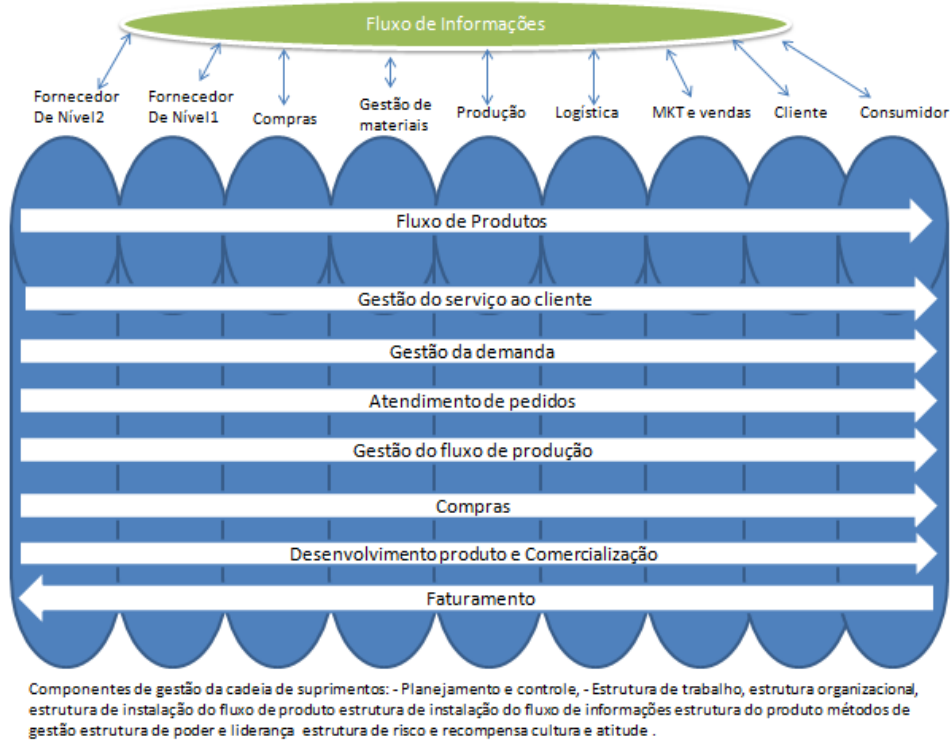 Fluxo de Informações
Fornecedor
De Nível2
Fornecedor
De Nível1
Compras
Gestão de
materiais
Produção
Logística
MKT e vendas
Cliente
Consumidor
Fluxo de Produtos
Gestão do serviço ao cliente
Gestão da demanda
Atendimento de pedidos
Gestão do fluxo de produção
Compras
Desenvolvimento produto e Comercialização
Faturamento
Componentes de gestão da cadeia de suprimentos: - Planejamento e controle, - Estrutura de trabalho, estrutura organizacional,
estrutura de instalação do fluxo de produto estrutura de instalação do fluxo de informações estrutura do produto métodos de
gestão estrutura de poder e liderança estrutura de risco e recompensa cultura e atitude .